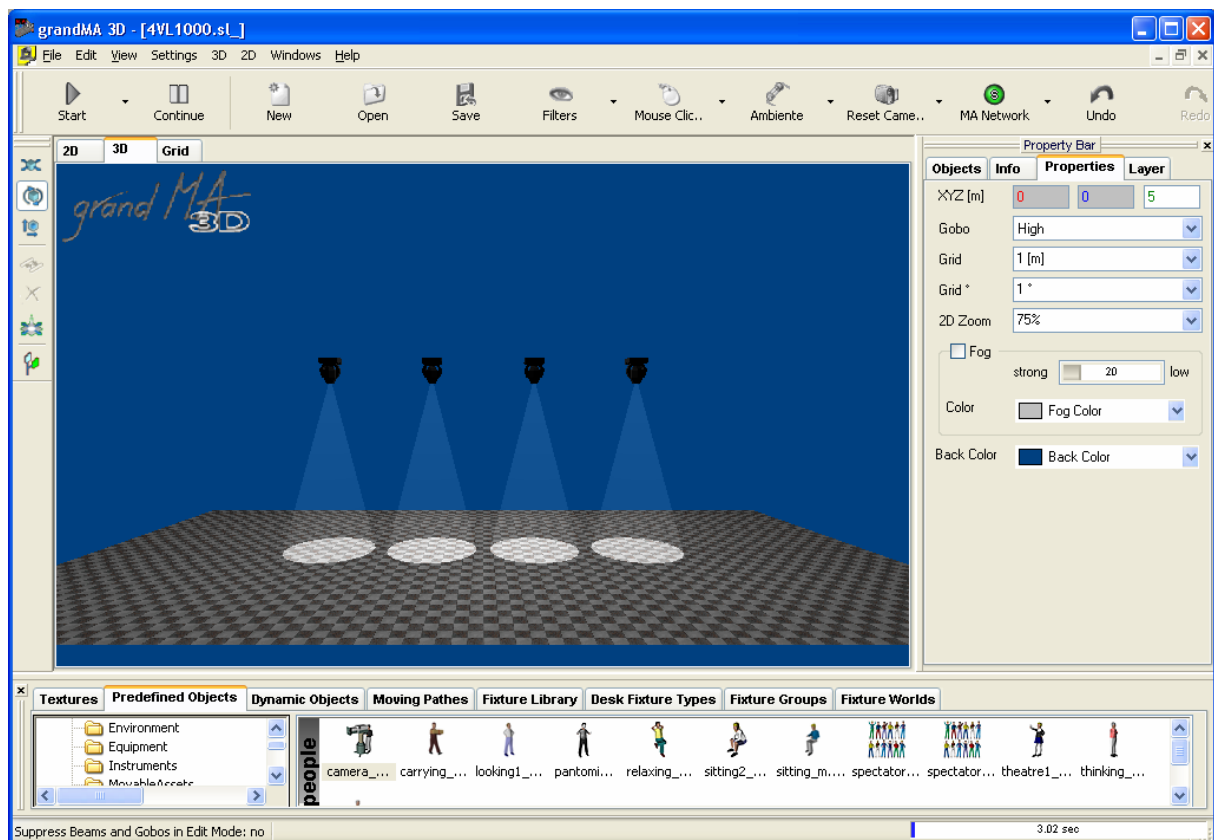 grandMA 3D - [4VL1000.sl_]
File Edit View Settings 3D 2D Windows Help
Start Continue New Open Save Filters Mouse Clic.. Ambiente Reset Came.. MA Network Undo Redo
2D 3D Grid
grand MA
3D
Property Bar
Objects Info Properties Layer
XYZ [m] 0 0 5
Gobo High
Grid 1 [m]
Grid ° 1 °
2D Zoom 75%
Fog
strong 20 low
Color Fog Color
Back Color Back Color
Textures Predefined Objects Dynamic Objects Moving Pathes Fixture Library Desk Fixture Types Fixture Groups Fixture Worlds
Environment
Equipment
Instruments
MovableAssets
people
camera_... carrying_... looking1_... pantomi... relaxing_... sitting2_... sitting_m... spectator... spectator... theatre1_... thinking_...
Suppress Beams and Gobos in Edit Mode: no 3.02 sec